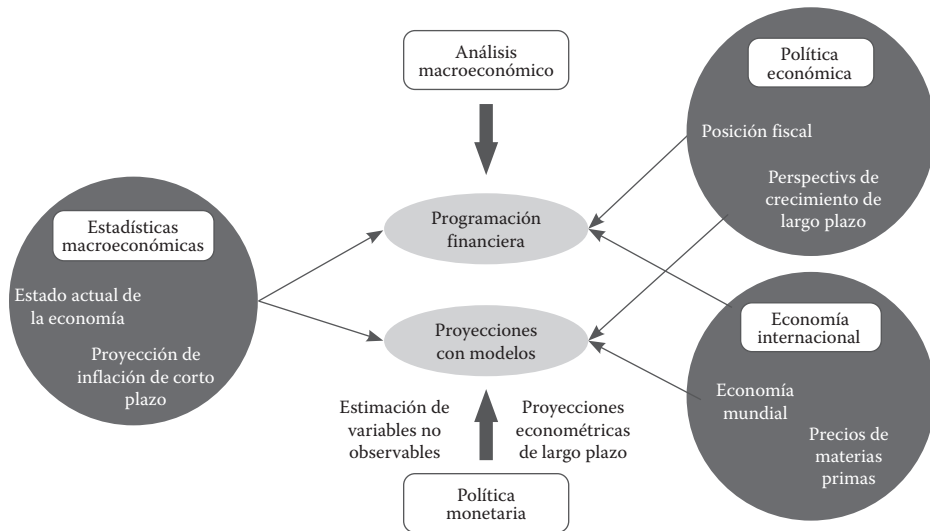 Análisis
macroeconómico
Política
económica
Posición fiscal
Perspectivs de
crecimiento de
largo plazo
Programación
financiera
Estadísticas
macroeconómicas
Estado actual de
la economía
Proyección de
inflación de corto
plazo
Proyecciones
con modelos
Economía
internacional
Economía
mundial
Precios de
materias
primas
Estimación de
variables no
observables
Proyecciones
econométricas
de largo plazo
Política
monetaria